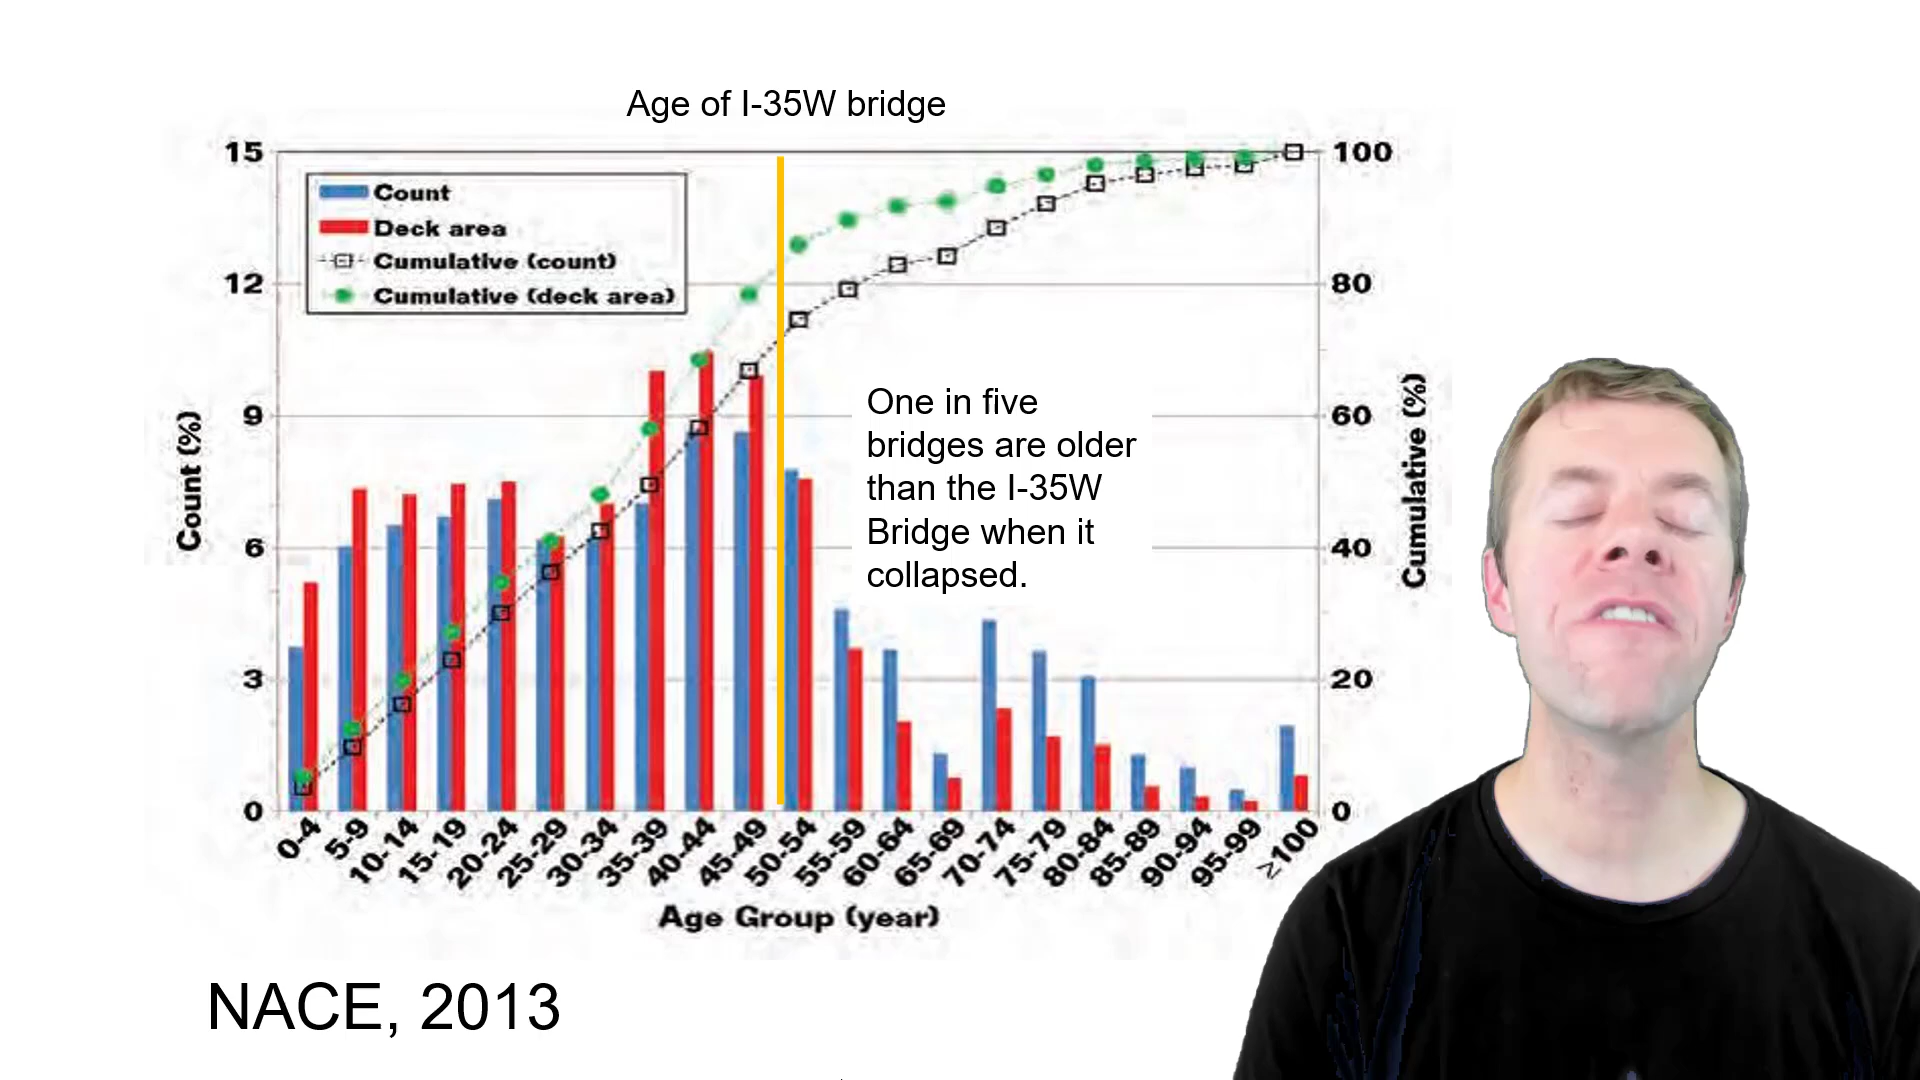 Age of I-35W bridge
15
12
9
6
3
0
Count (%)
Count
Deck area
Cumulative (count)
Cumulative (deck area)
One in five
bridges are older
than the I-35W
Bridge when it
collapsed.
100
80
60
40
20
0
Cumulative (%)
0-4
5-9
10-14
15-19
20-24
25-29
30-34
35-39
40-44
45-49
50-54
55-59
60-64
65-69
70-74
75-79
80-84
85-89
90-94
95-99
≥100
Age Group (year)
NACE, 2013